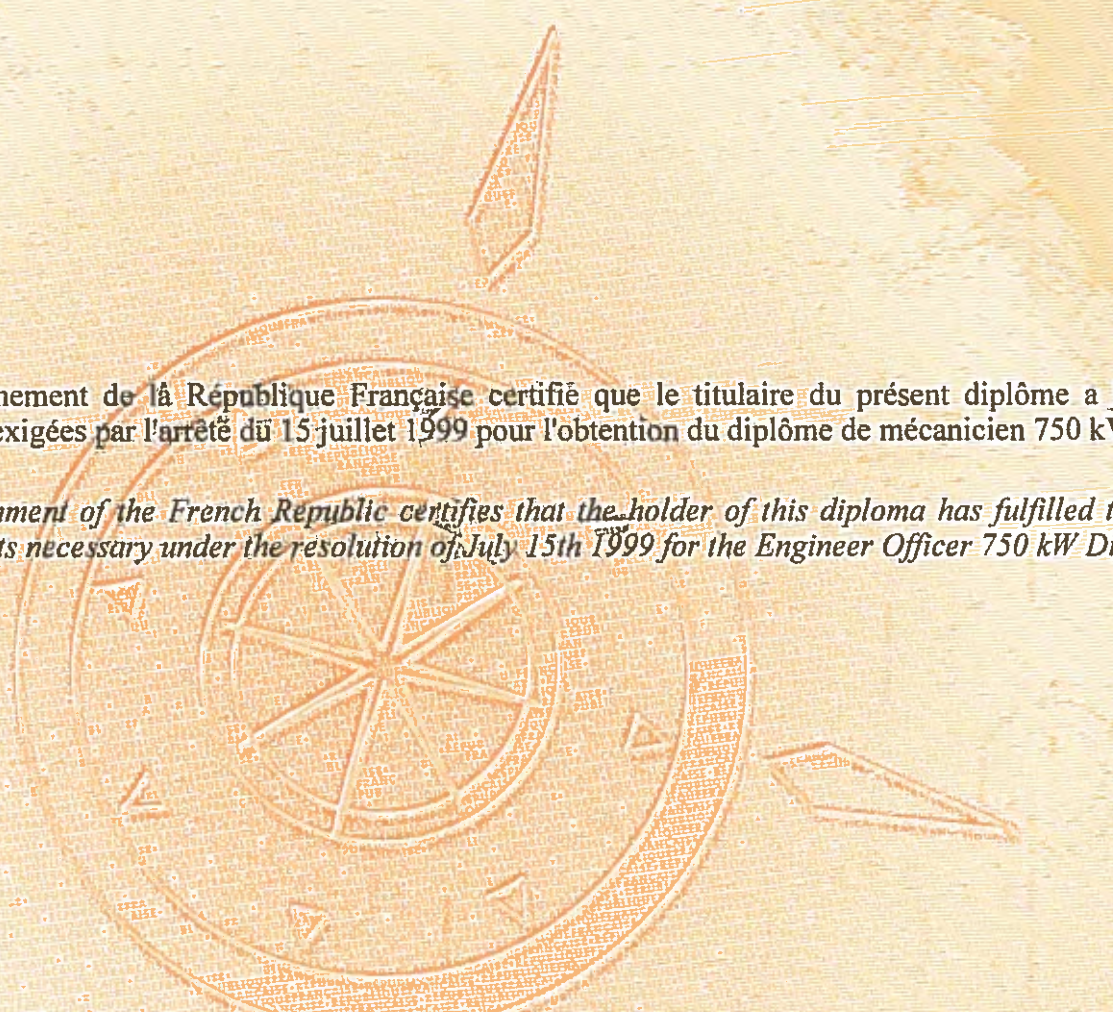 nement de la République Française certifie que le titulaire du présent diplôme a
exigées par l'arrêté du 15 juillet 1999 pour l'obtention du diplôme de mécanicien 750 k
nment of the French Republic certifies that the holder of this diploma has fulfilled
ts necessary under the resolution of July 15th 1999 for the Engineer Officer 750 kW D